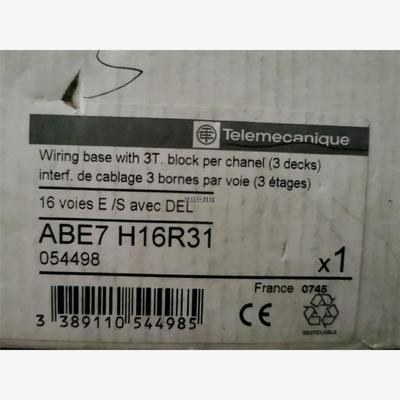 Telemecanique
Wiring base with 3T. block per chanel (3 decks)
interf. de cablage 3 bornes par voie (3 étages)
16 voies E /S avec DEL
ABE7 H16R31
054498
x1
France 0745
3 389110 544985
CE
RECYCLABLE